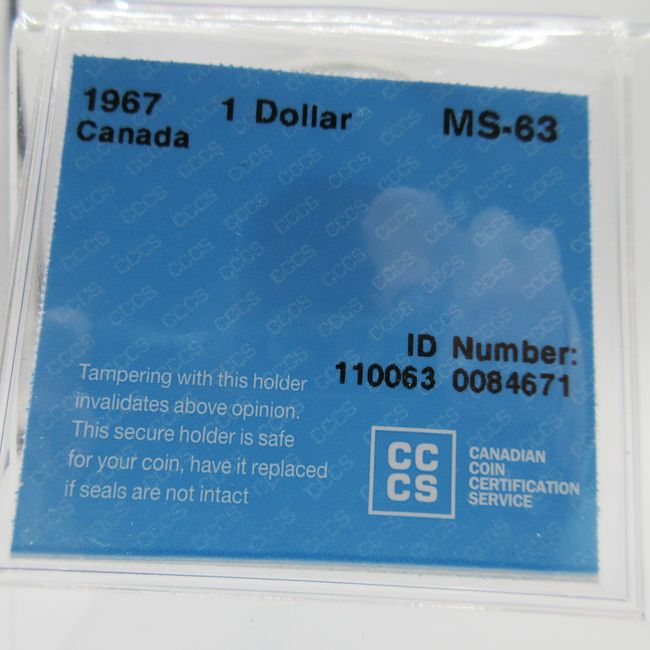 1967 1 Dollar MS-63
Canada
ID Number:
110063 0084671
Tampering with this holder
invalidates above opinion.
This secure holder is safe
for your coin, have it replaced
if seals are not intact
CC
CS
CANADIAN
COIN
CERTIFICATION
SERVICE